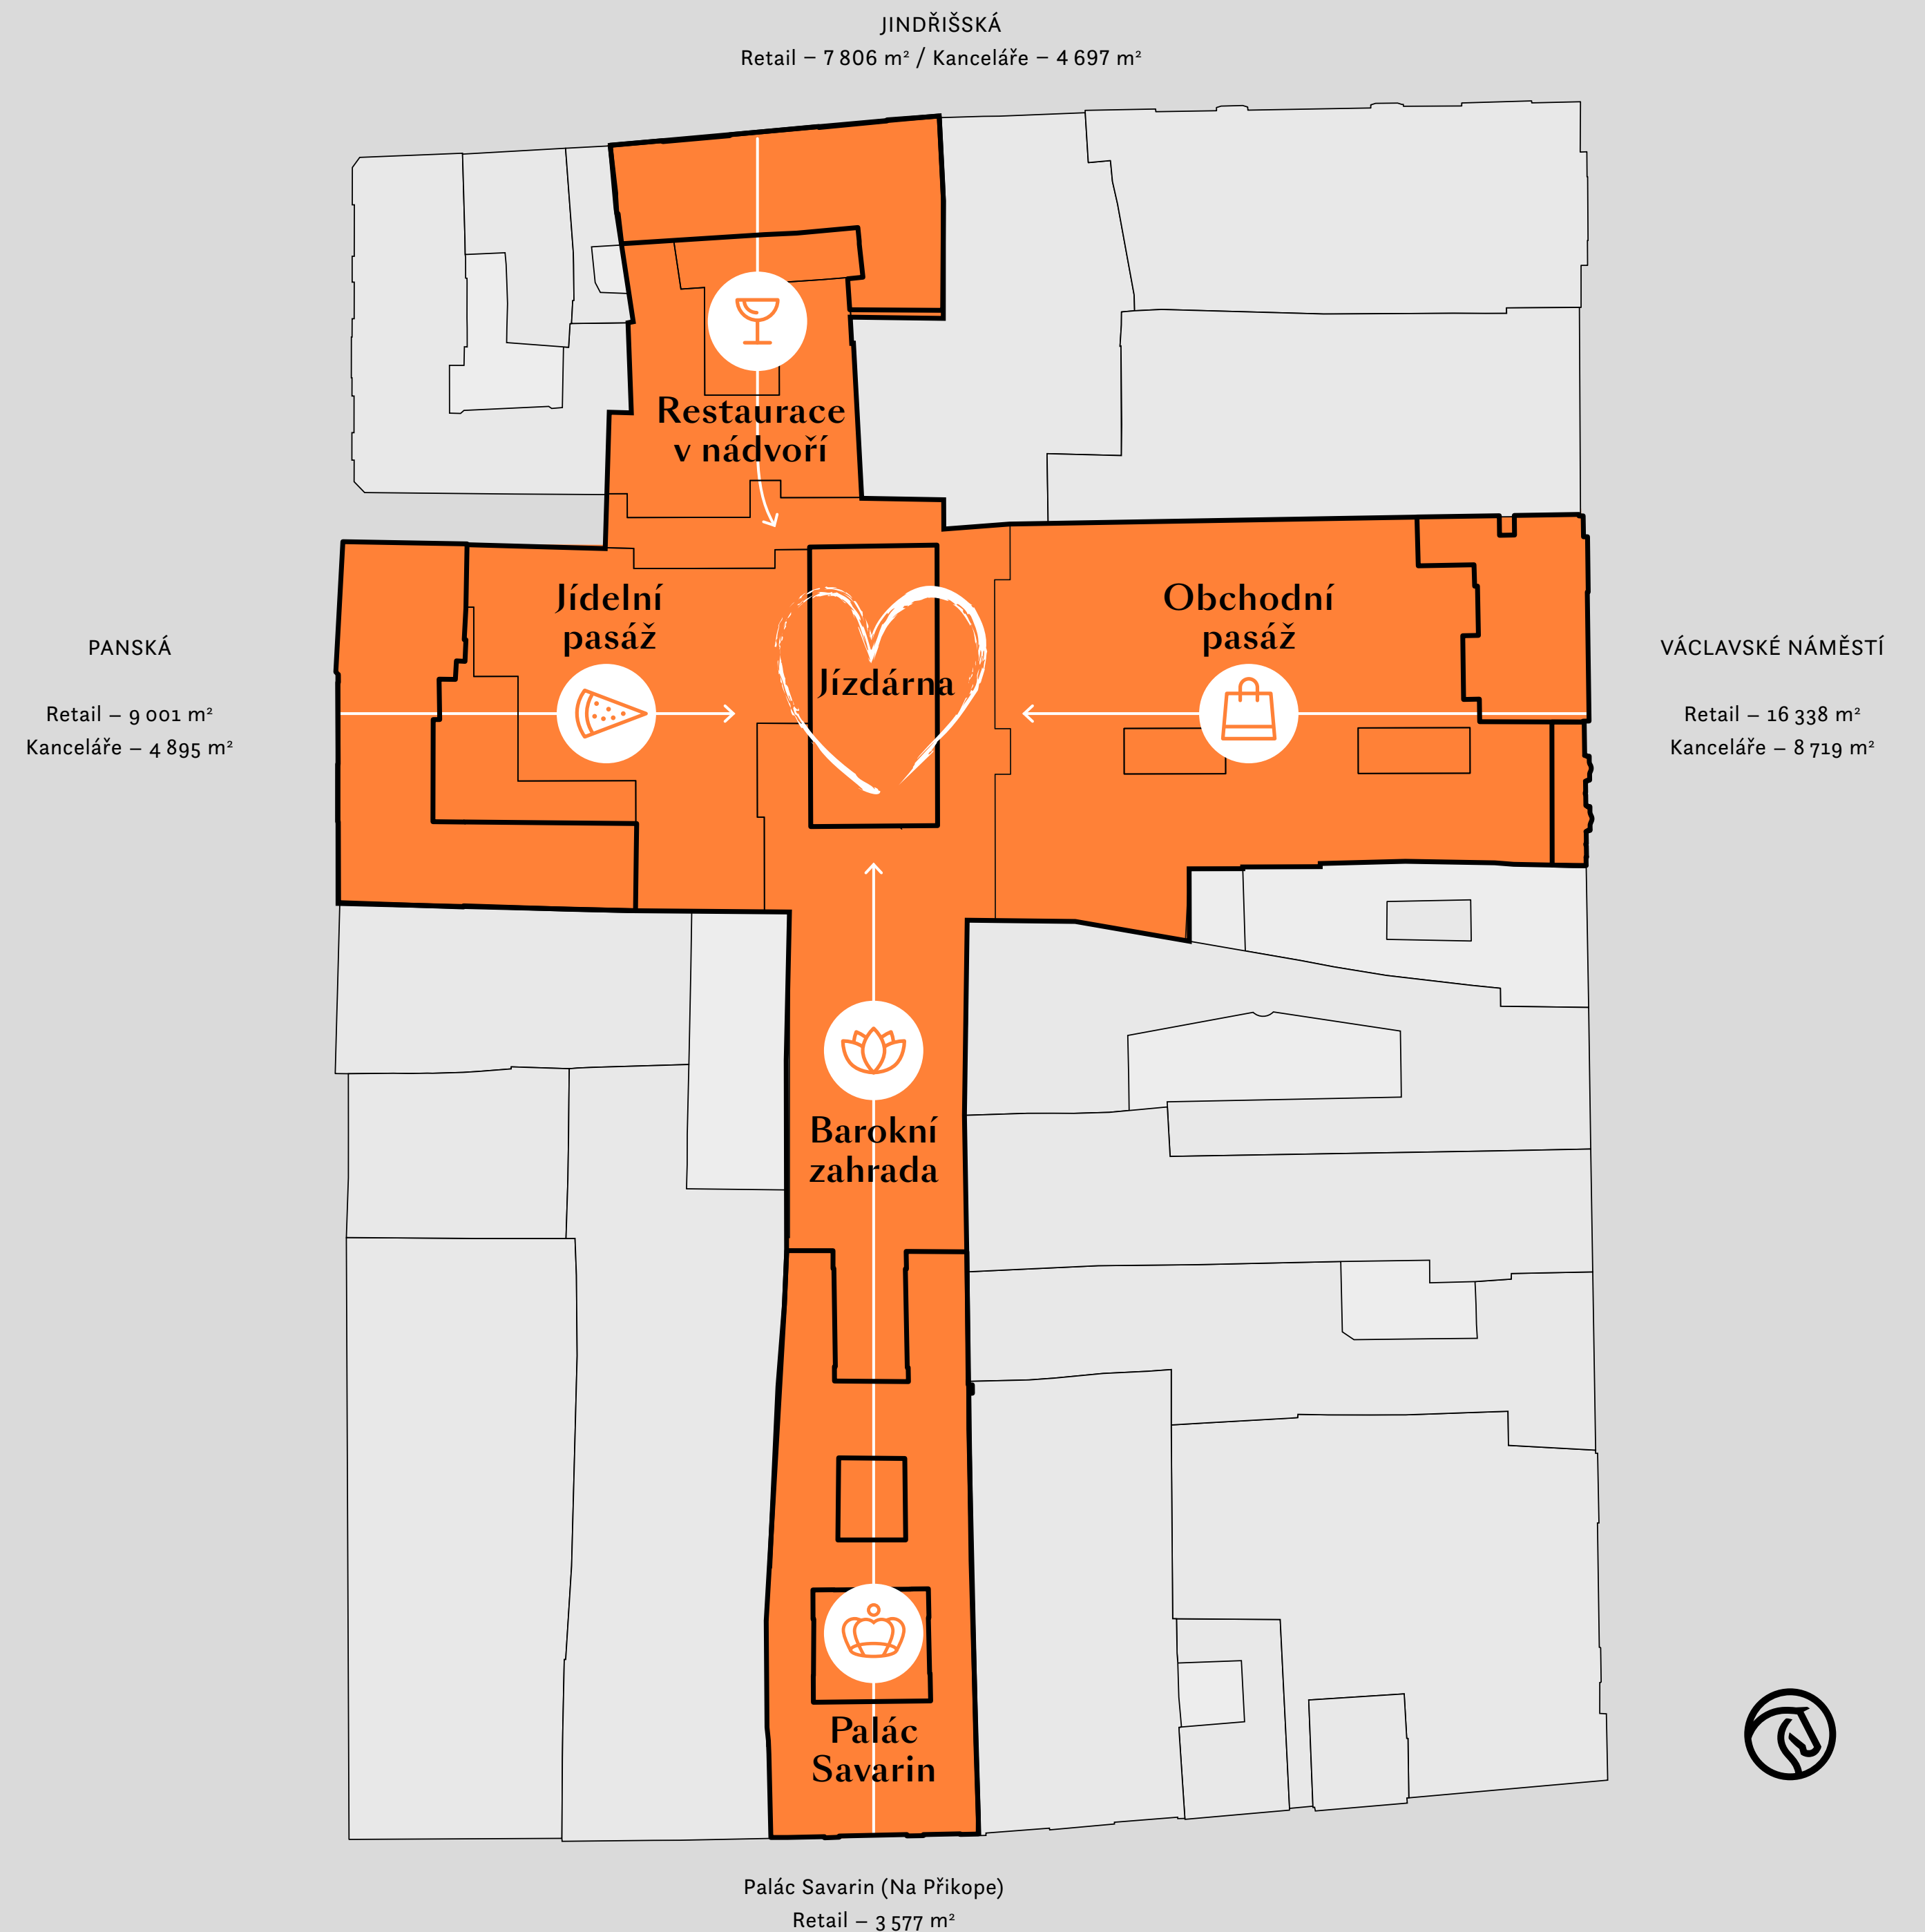 JINDŘIŠSKÁ
Retail – 7 806 m² / Kanceláře – 4 697 m²
Restaurace
v nádvoří
Jídelní
pasáž
Jízdárna
Obchodní
pasáž
PANSKÁ
Retail – 9 001 m²
Kanceláře – 4 895 m²
VÁCLAVSKÉ NÁMĚSTÍ
Retail – 16 338 m²
Kanceláře – 8 719 m²
Barokní
zahrada
Palác
Savarin
Palác Savarin (Na Přikope)
Retail – 3 577 m²